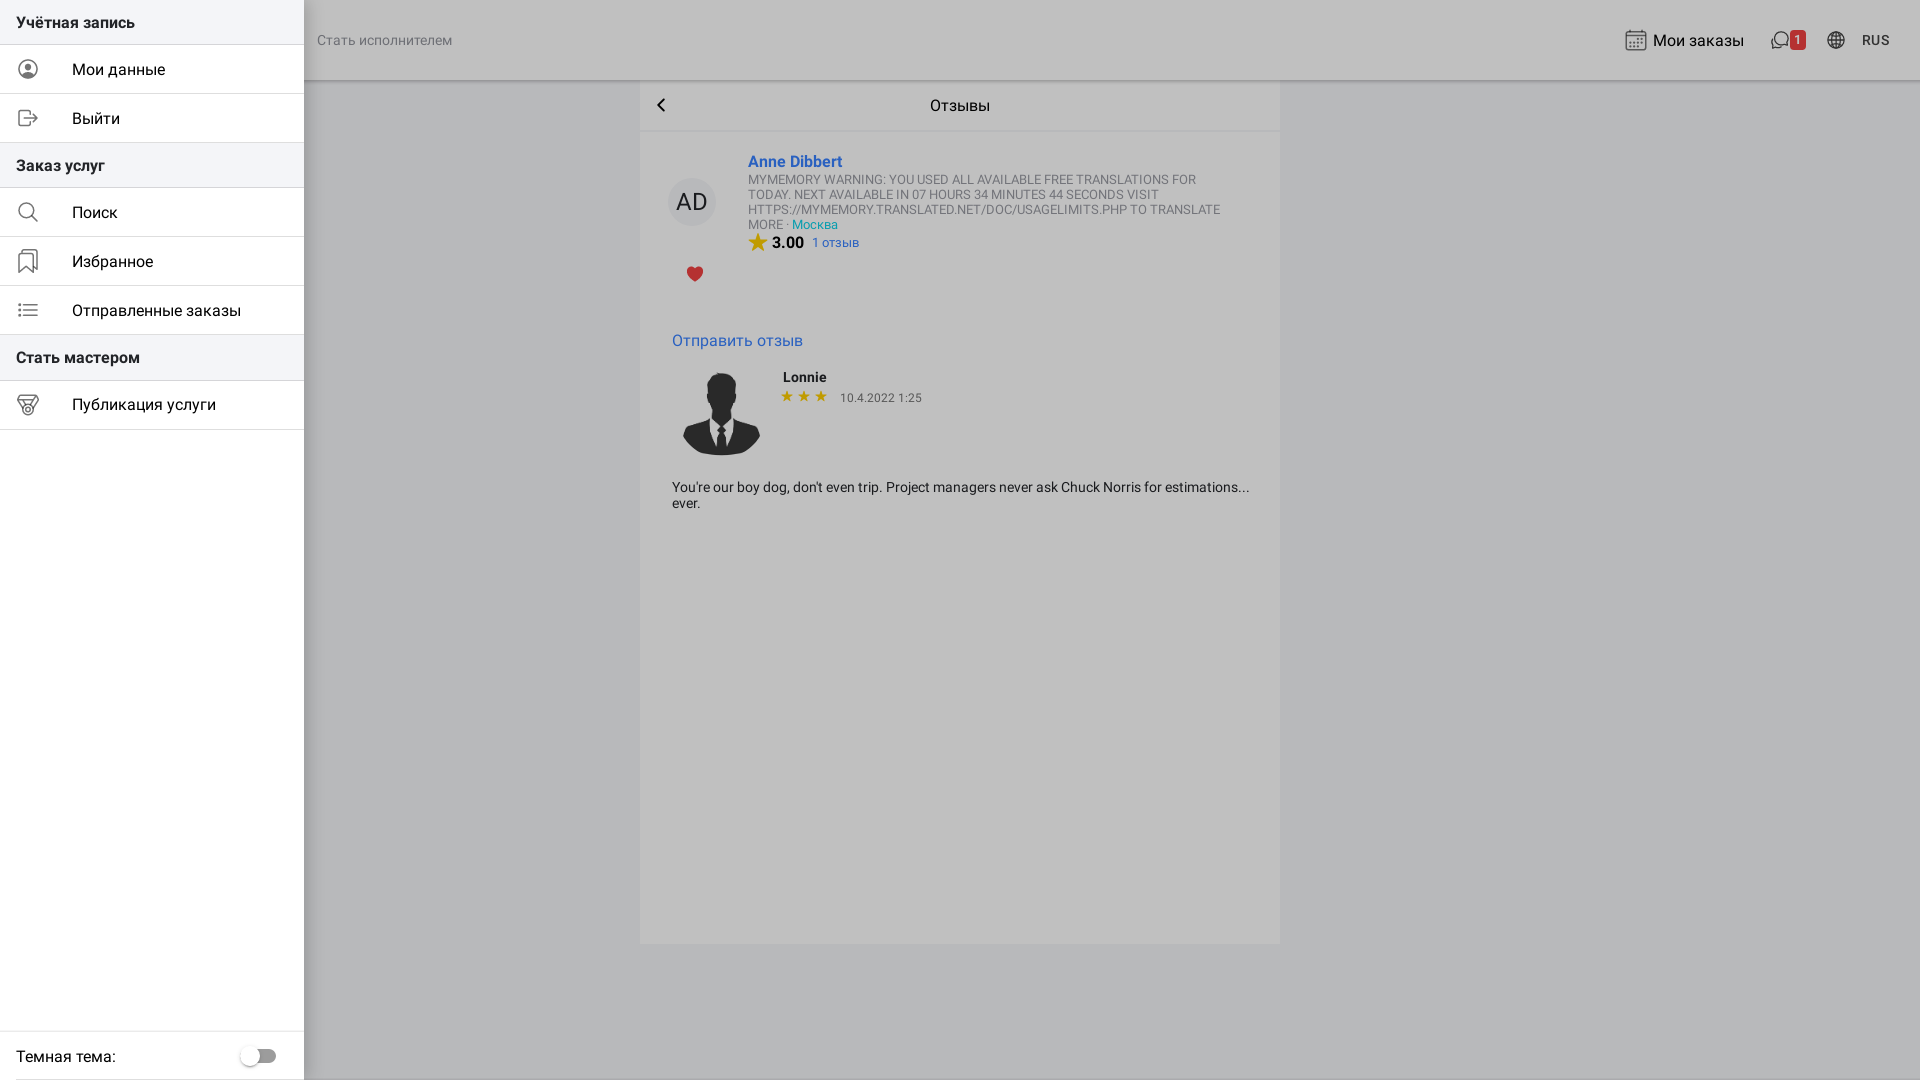 Учётная запись
Мои данные
Выйти
Заказ услуг
Поиск
Избранное
Отправленные заказы
Стать мастером
Публикация услуги
Темная тема:
Стать исполнителем
Мои заказы
1
RUS
Отзывы
AD
Anne Dibbert
MYMEMORY WARNING: YOU USED ALL AVAILABLE FREE TRANSLATIONS FOR
TODAY. NEXT AVAILABLE IN 07 HOURS 34 MINUTES 44 SECONDS VISIT
HTTPS://MYMEMORY.TRANSLATED.NET/DOC/USAGELIMITS.PHP TO TRANSLATE
MORE · Москва
3.00 1 отзыв
Отправить отзыв
Lonnie
10.4.2022 1:25
You're our boy dog, don't even trip. Project managers never ask Chuck Norris for estimations...
ever.